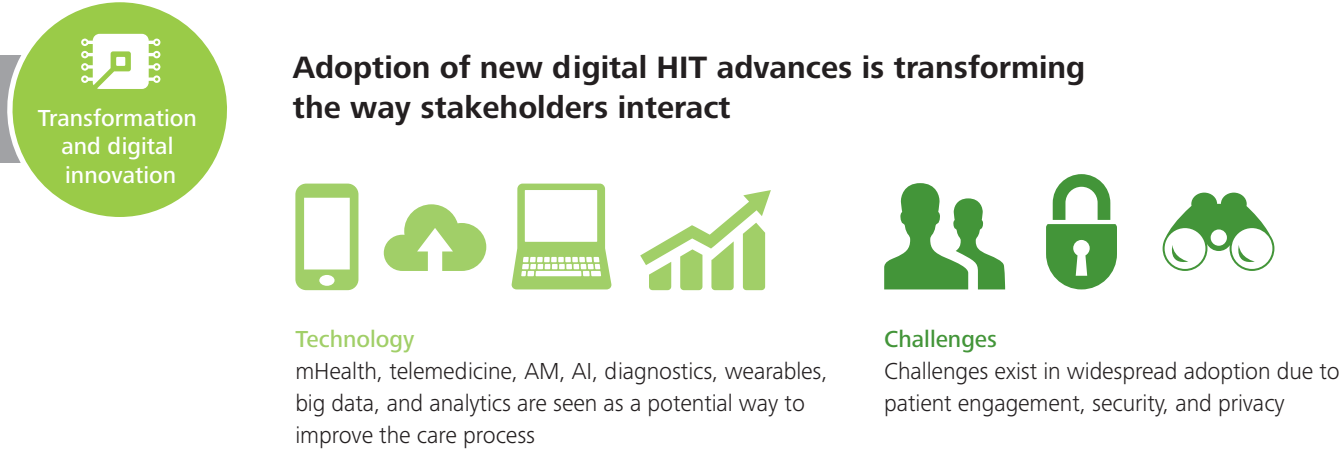 Transformation
and digital
innovation
Adoption of new digital HIT advances is transforming
the way stakeholders interact
Technology
mHealth, telemedicine, AM, AI, diagnostics, wearables,
big data, and analytics are seen as a potential way to
improve the care process
Challenges
Challenges exist in widespread adoption due to
patient engagement, security, and privacy